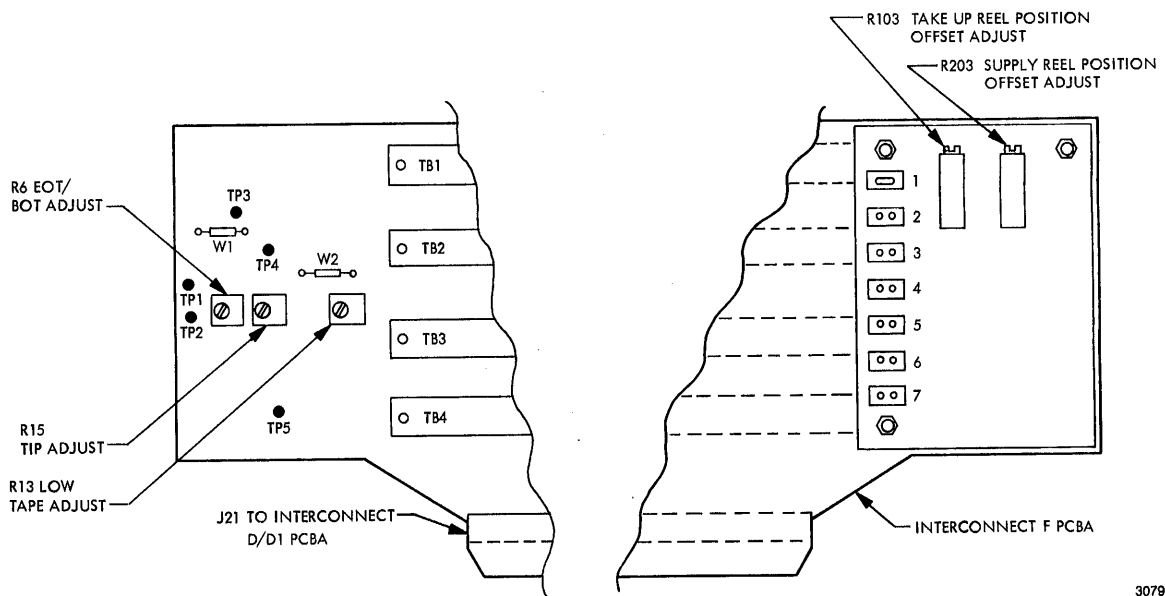 R103 TAKE UP REEL POSITION
OFFSET ADJUST
R203 SUPPLY REEL POSITION
OFFSET ADJUST
R6 EOT/
BOT ADJUST
TP3
W1
TP4
W2
TP1
TP2
TP5
R15
TIP ADJUST
R13 LOW
TAPE ADJUST
TB1
TB2
TB3
TB4
1
2
3
4
5
6
7
J21 TO INTERCONNECT
D/D1 PCBA
INTERCONNECT F PCBA
3079